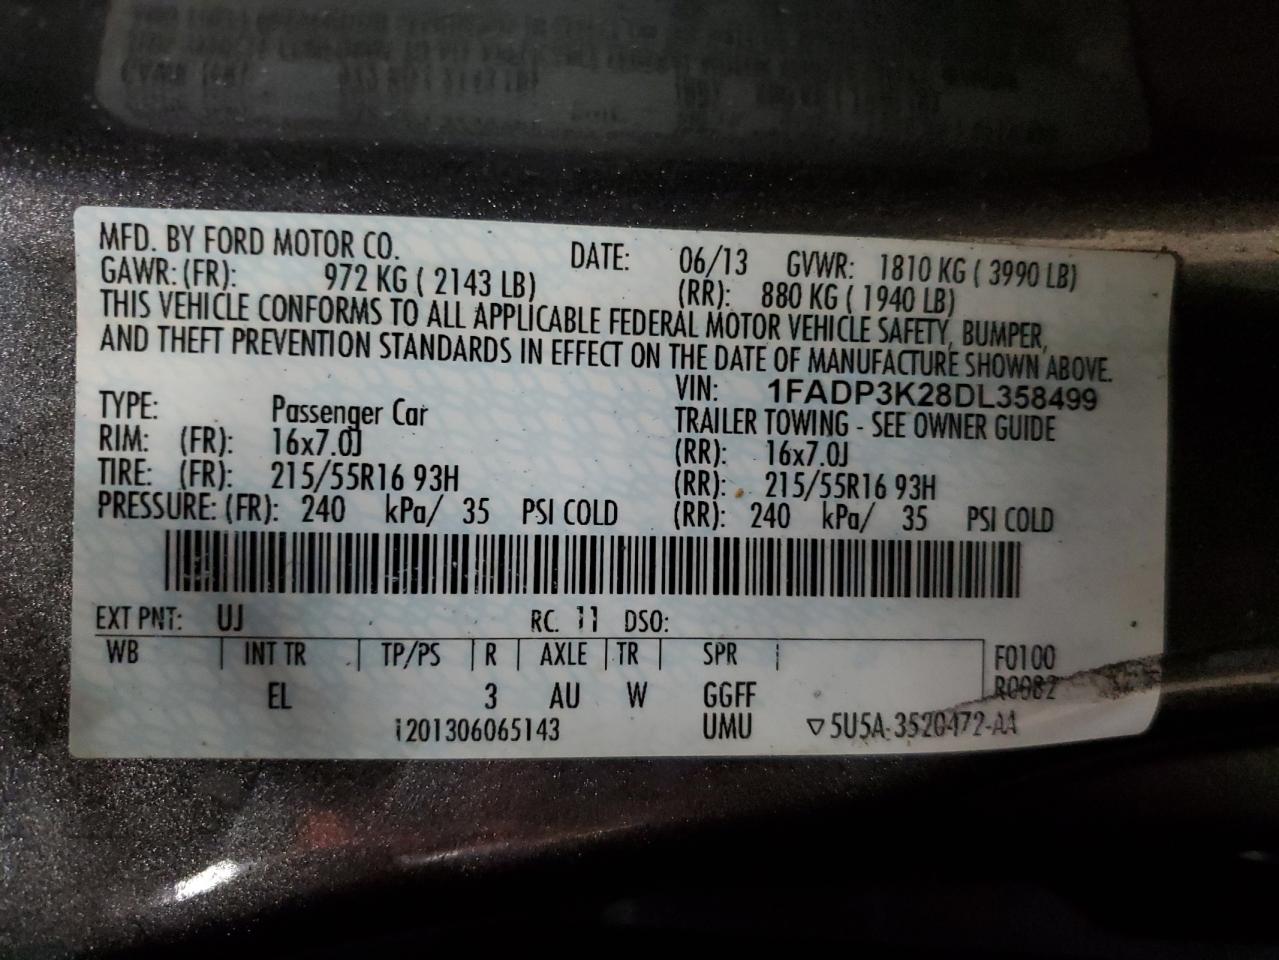 MFD. BY FORD MOTOR CO. DATE: 06/13 GVWR: 1810 KG ( 3990 LB)
GAWR: (FR): 972 KG ( 2143 LB) (RR): 880 KG ( 1940 LB)
THIS VEHICLE CONFORMS TO ALL APPLICABLE FEDERAL MOTOR VEHICLE SAFETY, BUMPER,
AND THEFT PREVENTION STANDARDS IN EFFECT ON THE DATE OF MANUFACTURE SHOWN ABOVE.
VIN: 1FADP3K28DL358499
TYPE: Passenger Car TRAILER TOWING - SEE OWNER GUIDE
RIM: (FR): 16x7.0J (RR): 16x7.0J
TIRE: (FR): 215/55R16 93H (RR): 215/55R16 93H
PRESSURE: (FR): 240 kPa/ 35 PSI COLD (RR): 240 kPa/ 35 PSI COLD
EXT PNT: UJ RC: 11 DSO:
WB INT TR TP/PS R AXLE TR SPR F0100
EL 3 AU W GGFF R0082
i201306065143 UMU ▽5U5A-3520472-AA